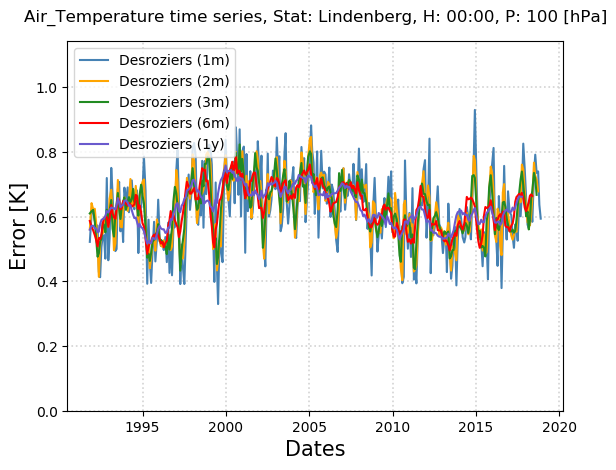 Air_Temperature time series, Stat: Lindenberg, H: 00:00, P: 100 [hPa]
Desroziers (1m)
Desroziers (2m)
Desroziers (3m)
Desroziers (6m)
Desroziers (1y)
1.0
0.8
0.6
0.4
0.2
0.0
Error [K]
1995 2000 2005 2010 2015 2020
Dates